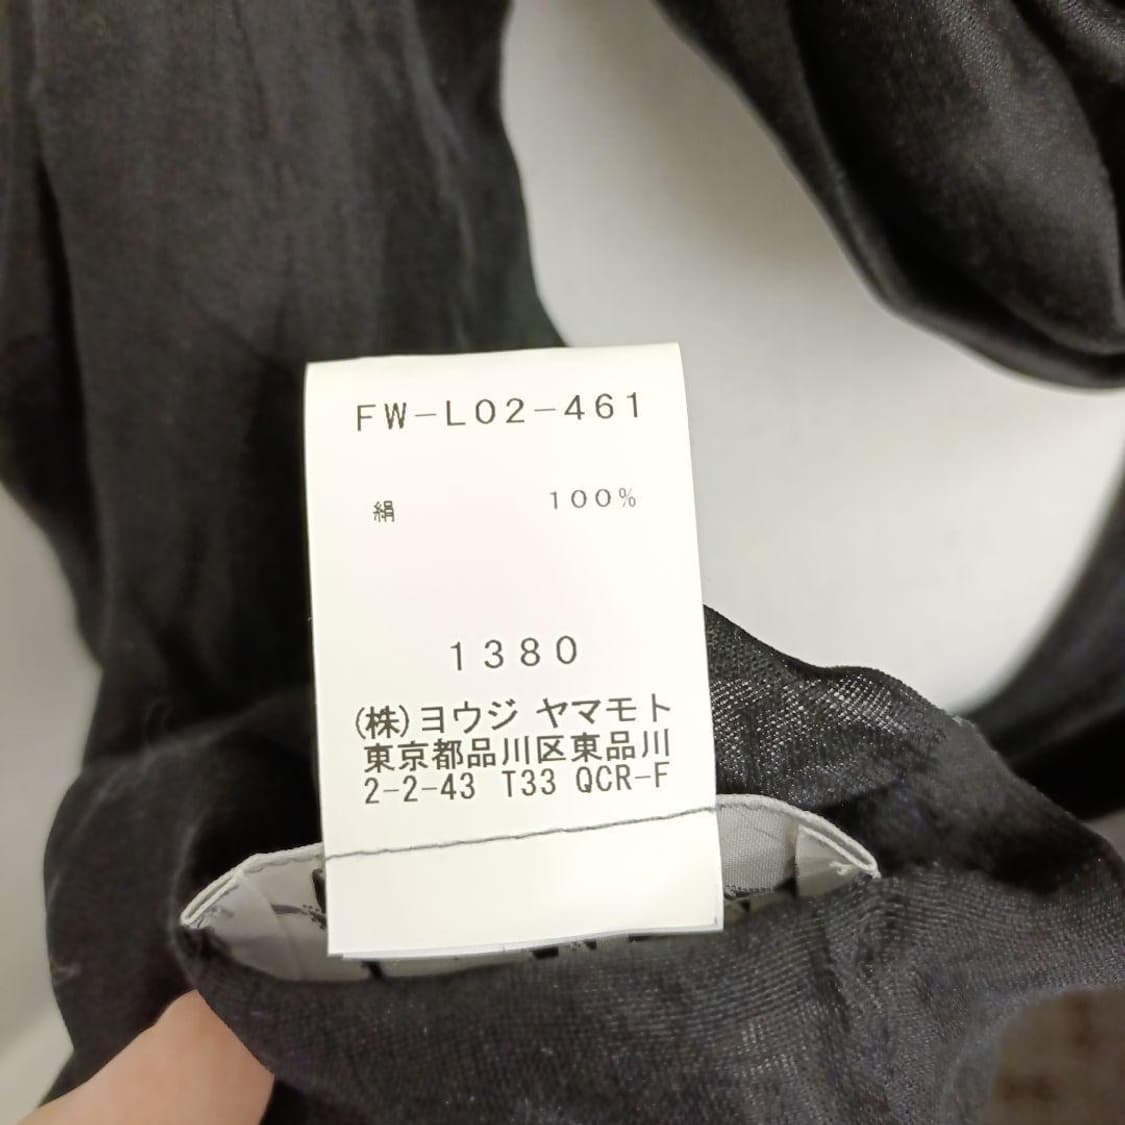 FW-L02-461
絹 100%
1380
(株)ヨウジ ヤマモト
東京都品川区東品川
2-2-43 T33 QCR-F